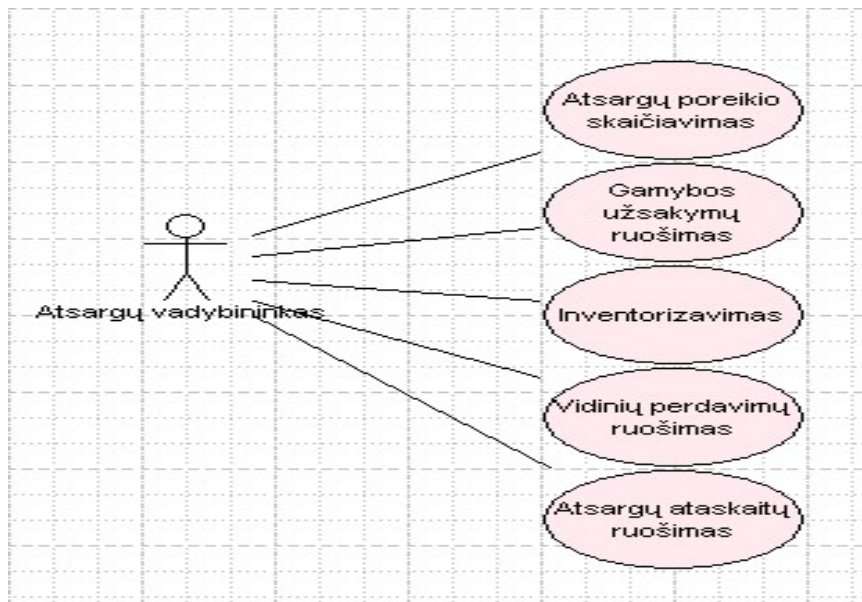 Atsargų poreikio
skaičiavimas
Gamybos
užsakymų
ruošimas
Atsargų vadybininkas
Inventorizavimas
Vidinių perdavimų
ruošimas
Atsargų ataskaitų
ruošimas